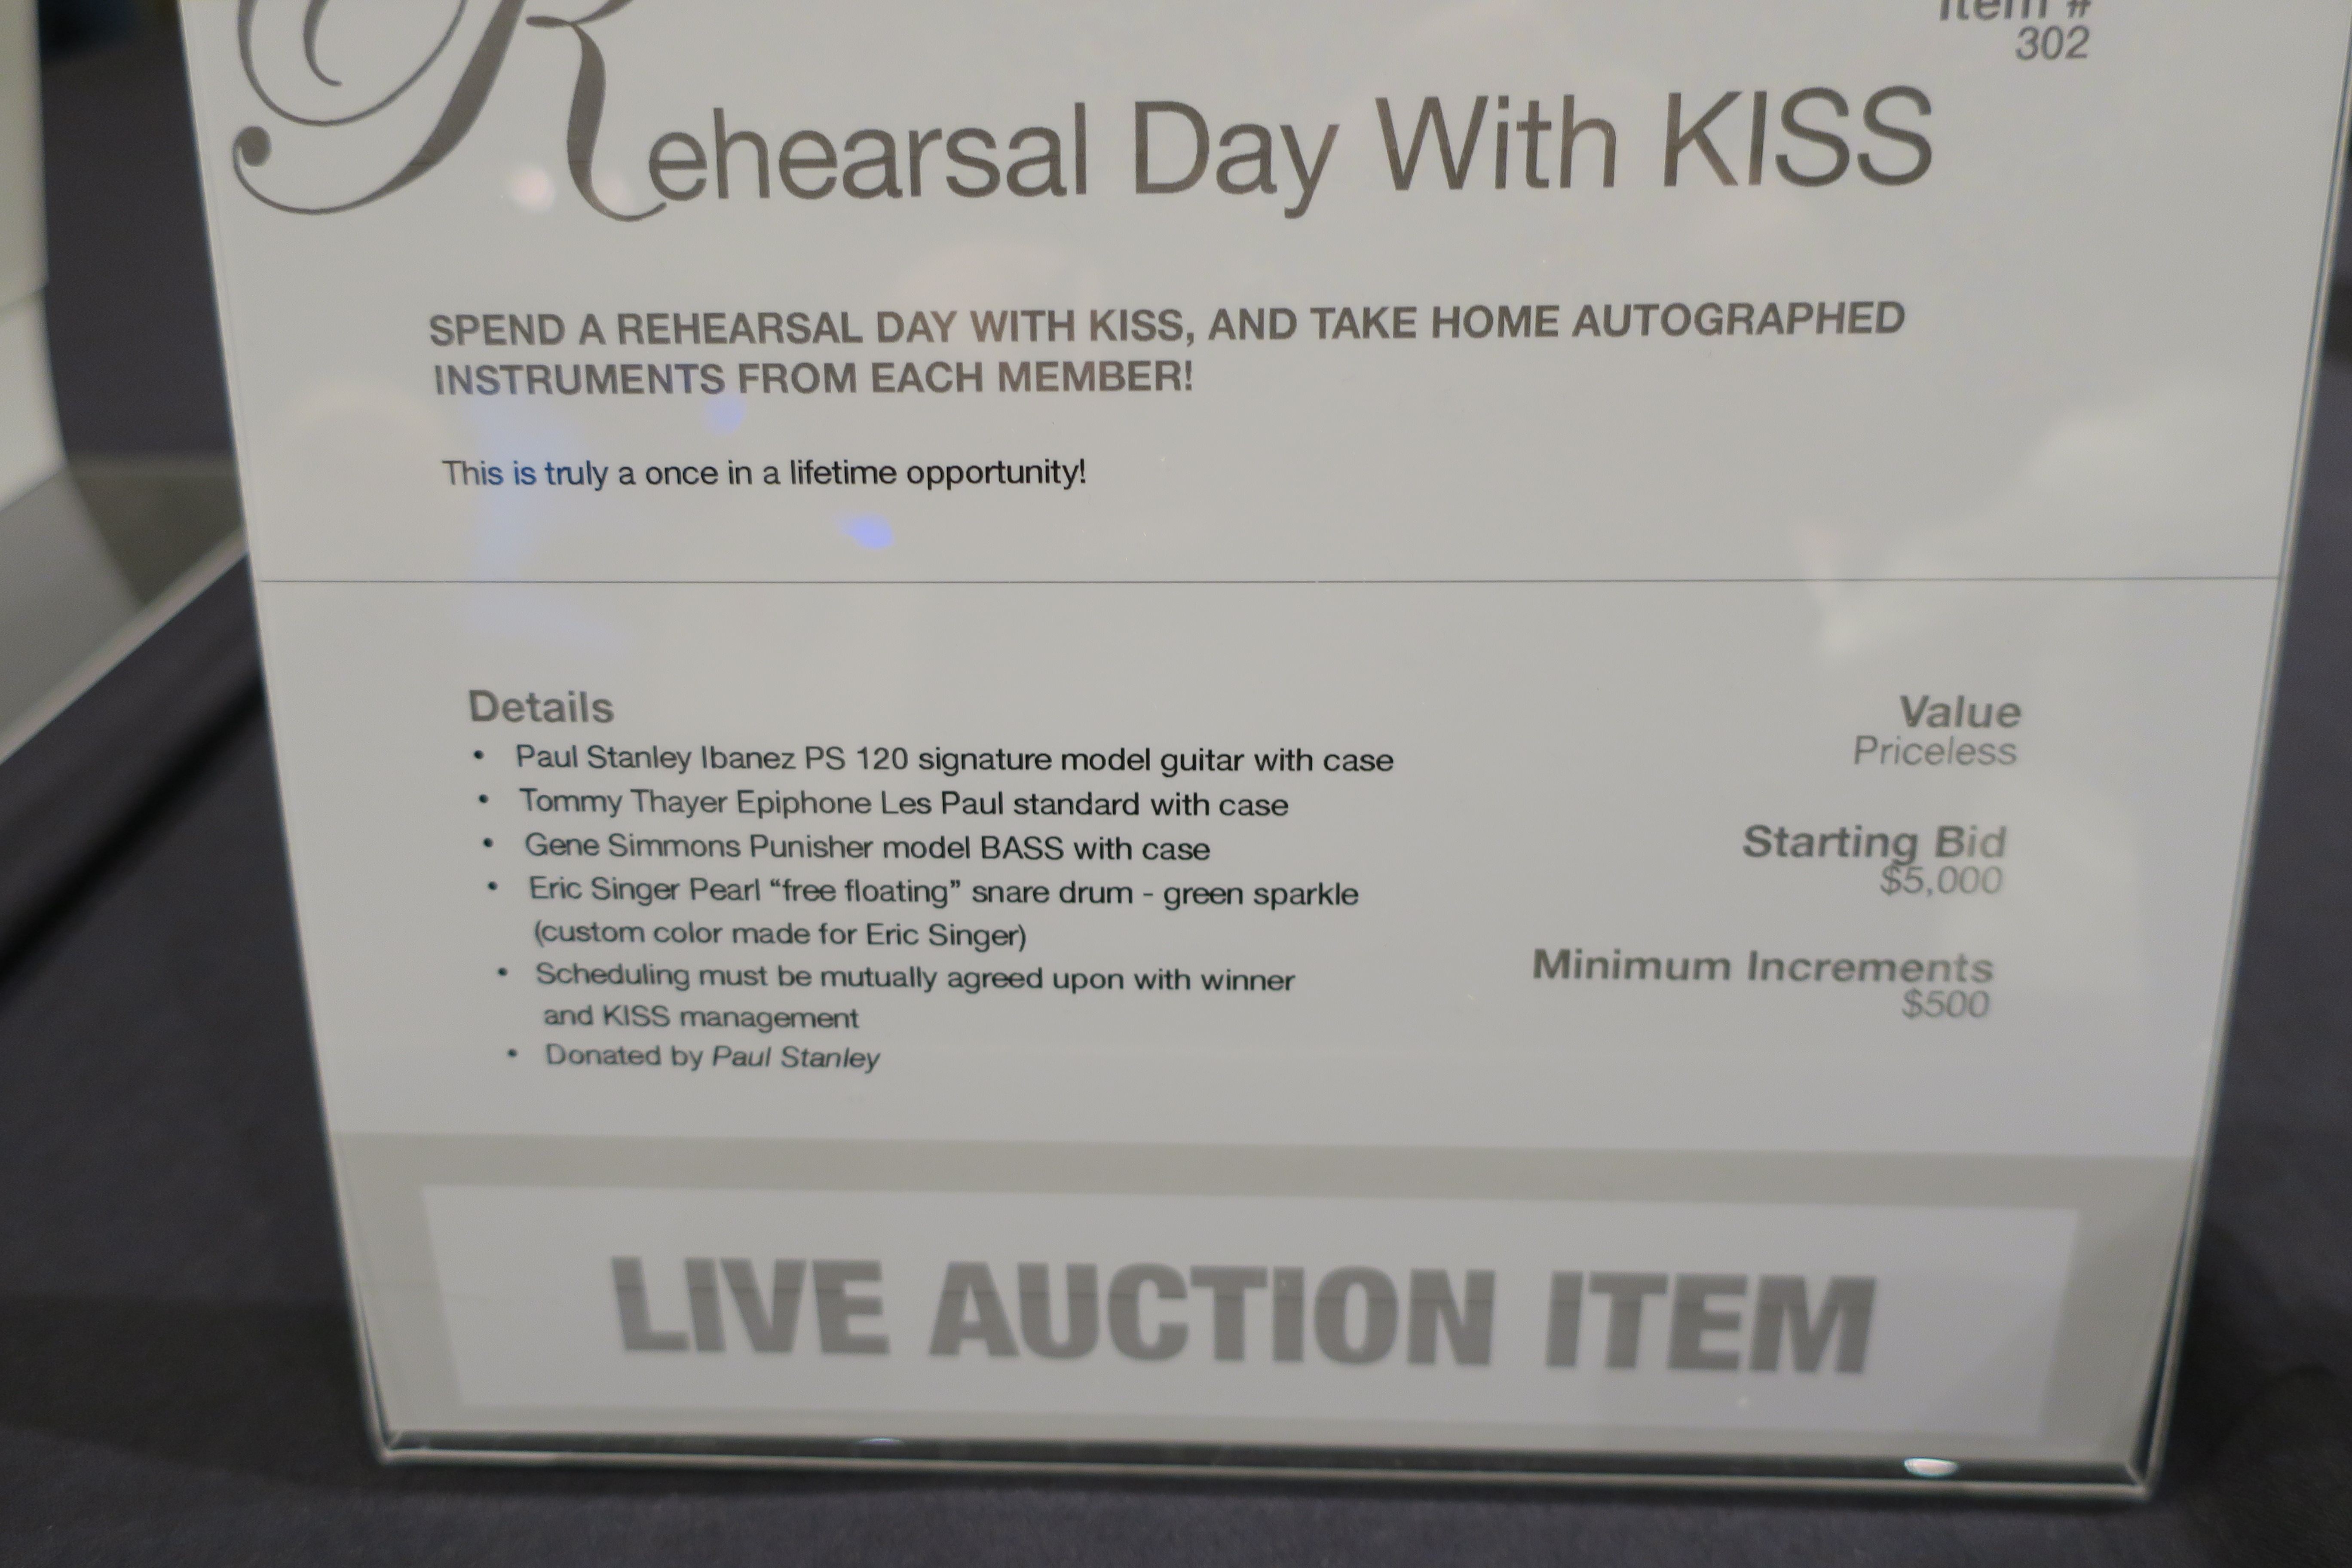 Item #
302
Rehearsal Day With KISS
SPEND A REHEARSAL DAY WITH KISS, AND TAKE HOME AUTOGRAPHED
INSTRUMENTS FROM EACH MEMBER!
This is truly a once in a lifetime opportunity!
Details
• Paul Stanley Ibanez PS 120 signature model guitar with case
• Tommy Thayer Epiphone Les Paul standard with case
• Gene Simmons Punisher model BASS with case
• Eric Singer Pearl “free floating” snare drum - green sparkle
(custom color made for Eric Singer)
• Scheduling must be mutually agreed upon with winner
and KISS management
• Donated by Paul Stanley
Value
Priceless
Starting Bid
$5,000
Minimum Increments
$500
LIVE AUCTION ITEM